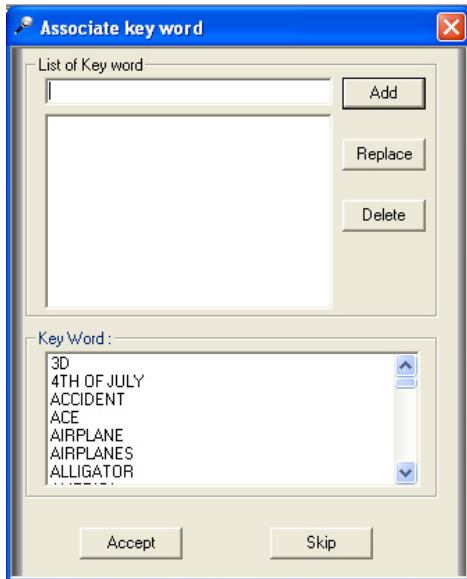 Associate key word
List of Key word
Add
Replace
Delete
Key Word :
3D
4TH OF JULY
ACCIDENT
ACE
AIRPLANE
AIRPLANES
ALLIGATOR
Accept Skip